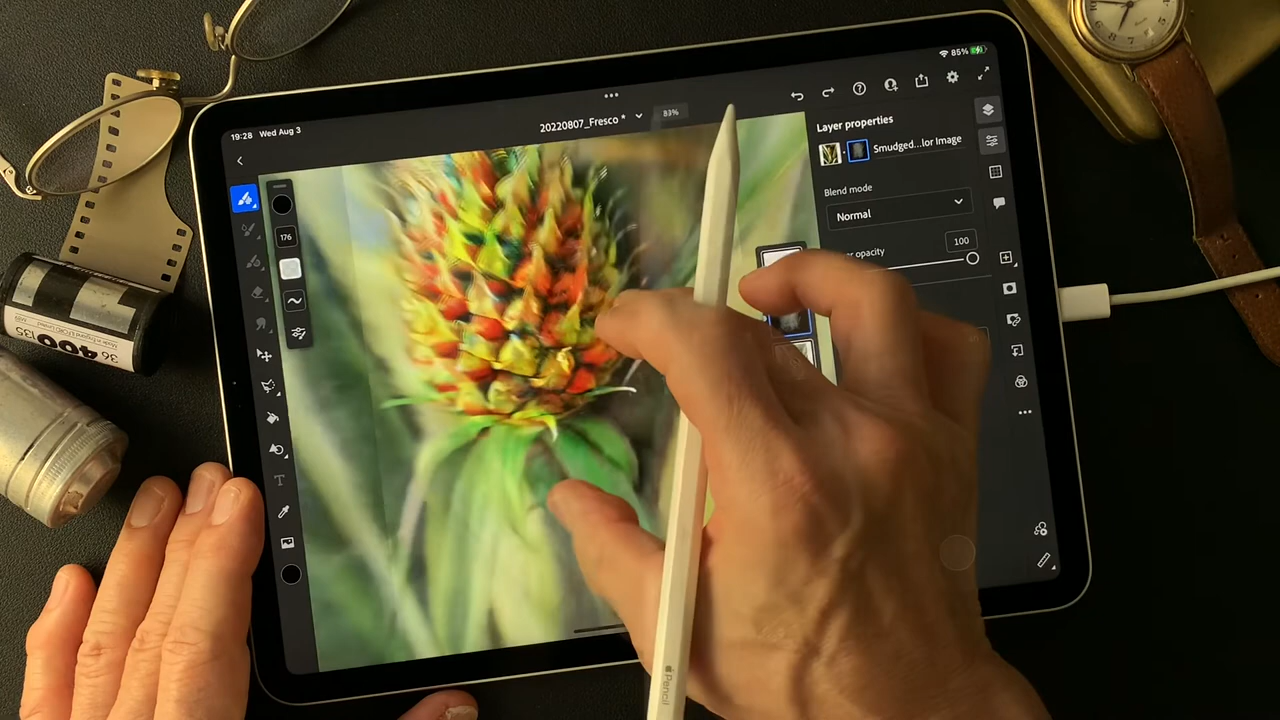 85%
19:28 Wed Aug 3
20220807_Fresco *
83%
Layer properties
Smudged...lor Image
Blend mode
Normal
opacity
100
176
T
36
400
135
Pencil